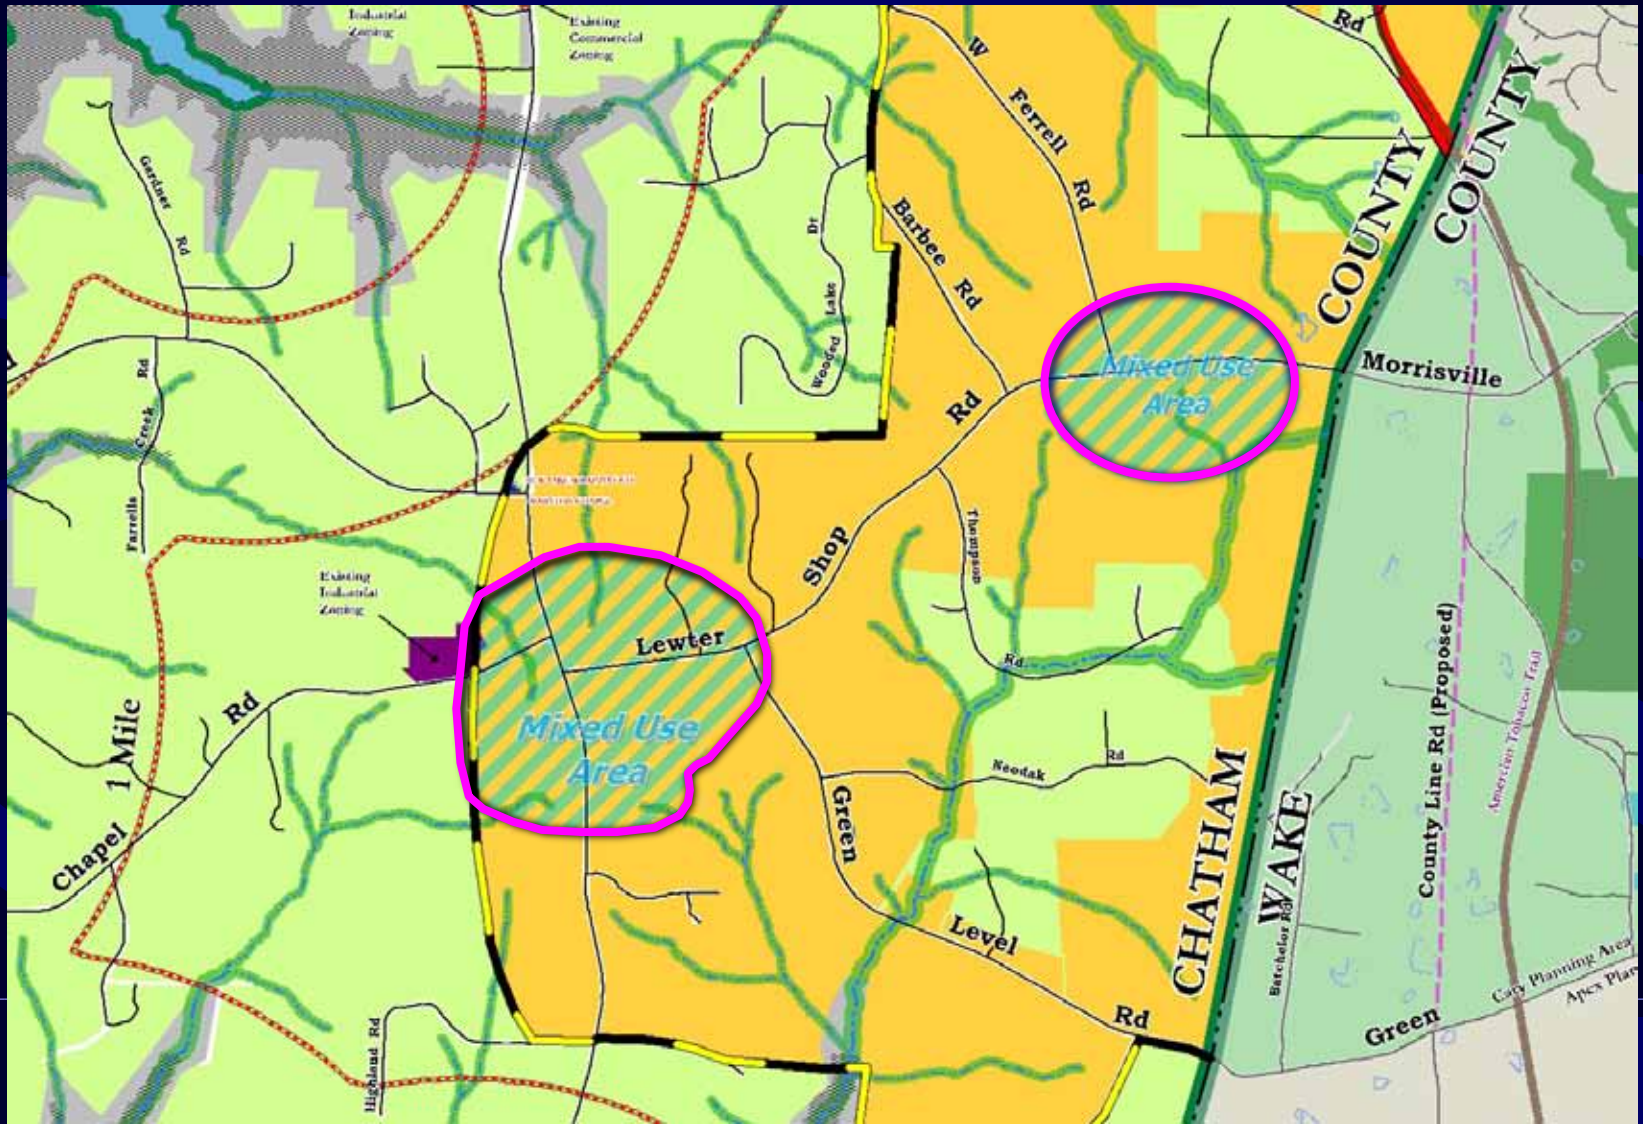 Industrial
Zoning
Existing
Commercial
Zoning
Rd
W
Ferrell
Rd
COUNTY
COUNTY
Gardner
Rd
Barbee
Rd
Wooded
Lake
Dr
Mixed Use
Area
Morrisville
Rd
Shop
Lewter
Farrells
Creek
Rd
Thompson
Rd
Existing
Industrial
Zoning
Mixed Use
Area
1 Mile
Chapel
Rd
Neodak
Rd
Green
Level
Rd
Highland Rd
CHATHAM
WAKE
Batchelor Rd
County Line Rd (Proposed)
American Tobacco Trail
Cary Planning Area
Apex Plan
Green